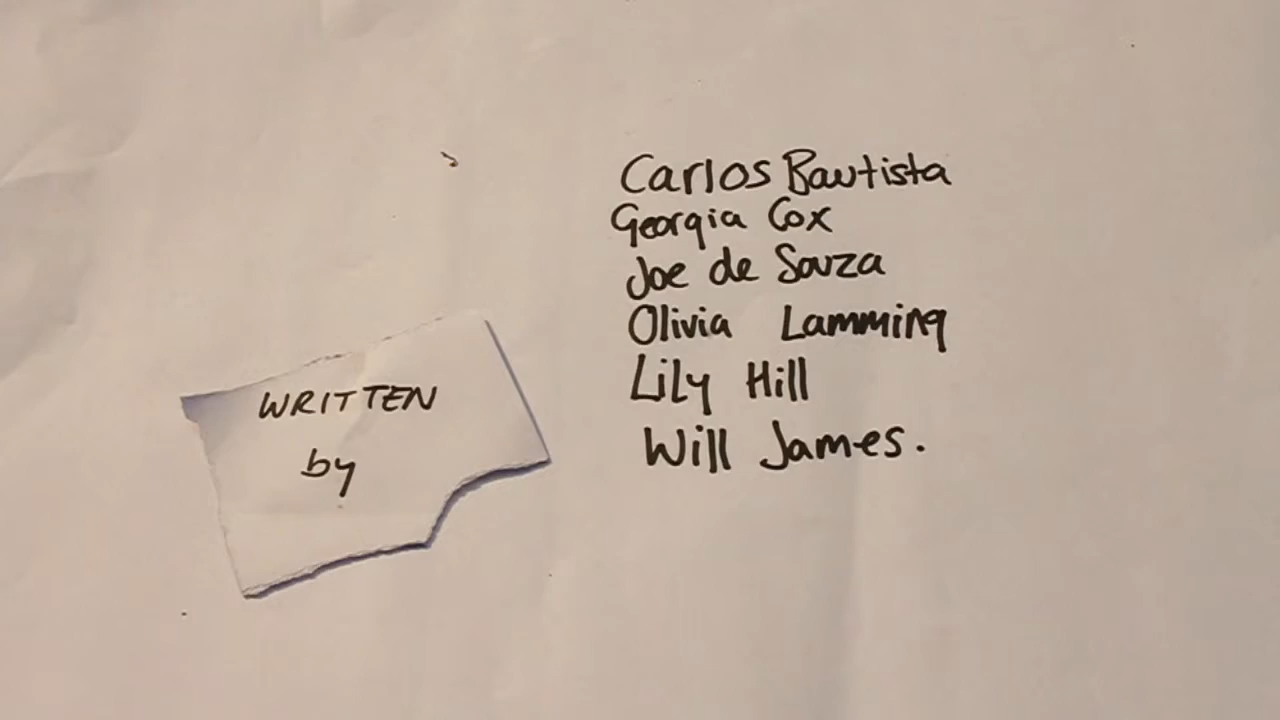 WRITTEN
by
Carlos Bautista
Georgia Cox
Joe de Souza
Olivia Lamming
Lily Hill
Will James.